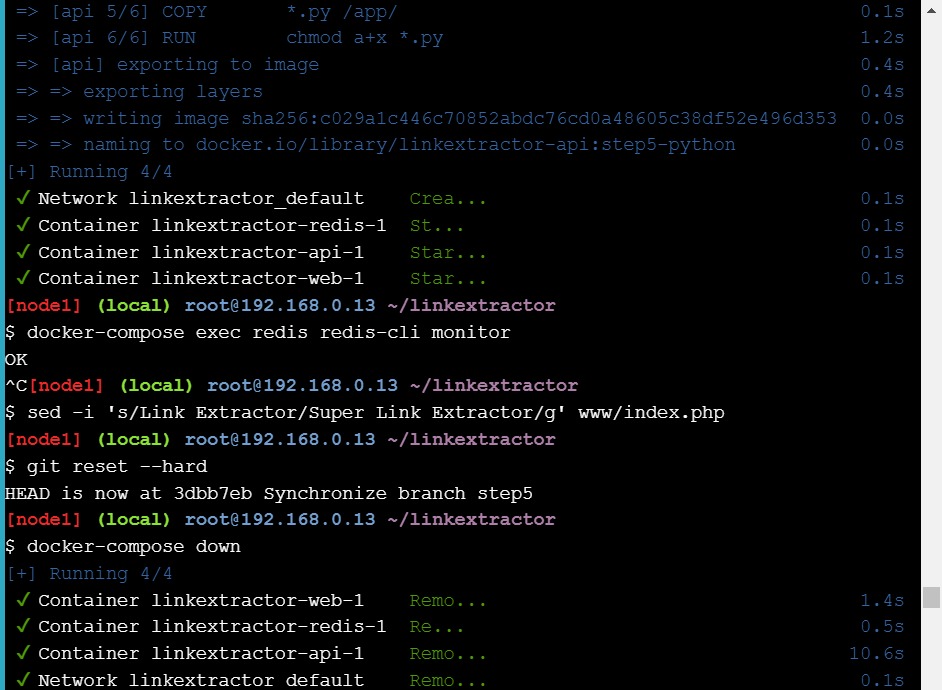 => [api 5/6] COPY       *.py /app/                                        0.1s
=> [api 6/6] RUN        chmod a+x *.py                                    1.2s
=> [api] exporting to image                                               0.4s
=> => exporting layers                                                    0.4s
=> => writing image sha256:c029a1c446c70852abdc76cd0a48605c38df52e496d353  0.0s
=> => naming to docker.io/library/linkextractor-api:step5-python          0.0s
[+] Running 4/4
✓ Network linkextractor_default    Crea...                                0.1s
✓ Container linkextractor-redis-1  St...                                  0.1s
✓ Container linkextractor-api-1    Star...                                0.1s
✓ Container linkextractor-web-1    Star...                                0.1s
[node1] (local) root@192.168.0.13 ~/linkextractor
$ docker-compose exec redis redis-cli monitor
OK
^C[node1] (local) root@192.168.0.13 ~/linkextractor
$ sed -i 's/Link Extractor/Super Link Extractor/g' www/index.php
[node1] (local) root@192.168.0.13 ~/linkextractor
$ git reset --hard
HEAD is now at 3dbb7eb Synchronize branch step5
[node1] (local) root@192.168.0.13 ~/linkextractor
$ docker-compose down
[+] Running 4/4
✓ Container linkextractor-web-1    Remo...                                1.4s
✓ Container linkextractor-redis-1  Re...                                  0.5s
✓ Container linkextractor-api-1    Remo...                                10.6s
✓ Network linkextractor_default    Remo...                                0.1s